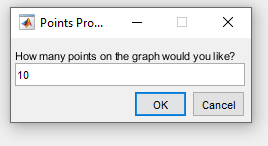 Points Pro...
How many points on the graph would you like?
10
OK Cancel